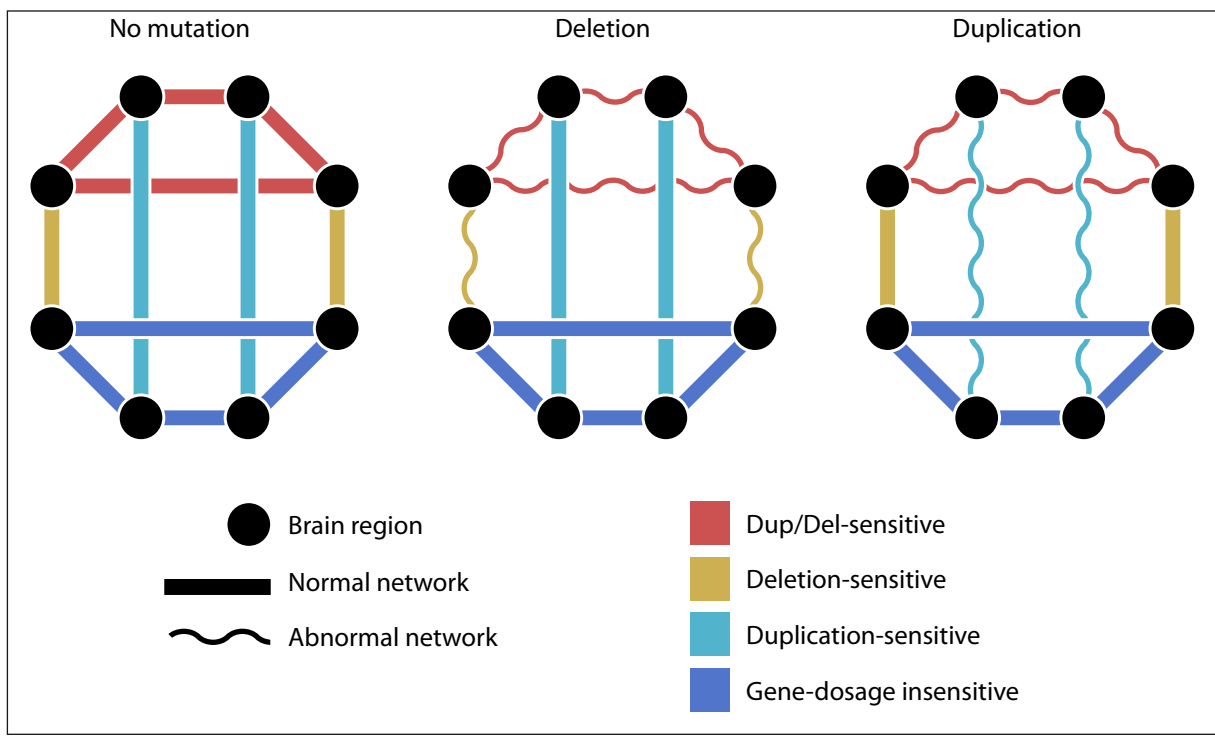 No mutation
Deletion
Duplication
Brain region
Normal network
Abnormal network
Dup/Del-sensitive
Deletion-sensitive
Duplication-sensitive
Gene-dosage insensitive